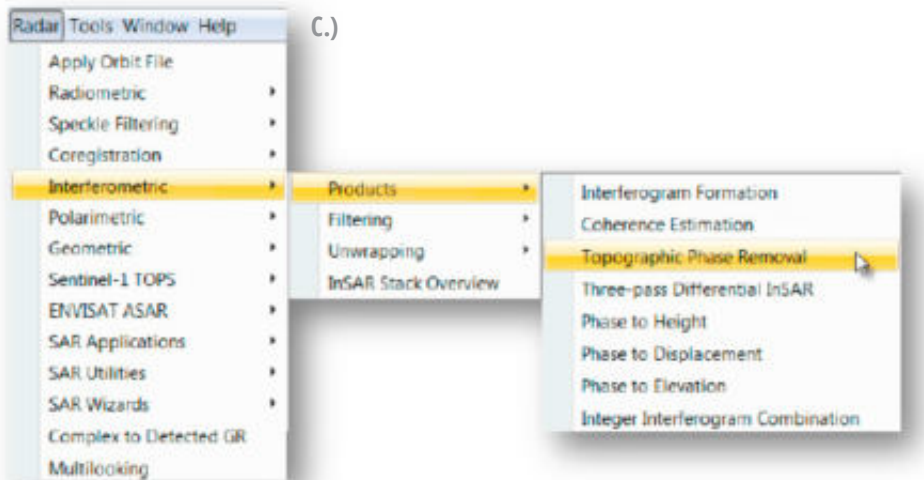 Radar Tools Window Help
C.)
Apply Orbit File
Radiometric
Speckle Filtering
Coregistration
Interferometric
Polarimetric
Geometric
Sentinel-1 TOPS
ENVISAT ASAR
SAR Applications
SAR Utilities
SAR Wizards
Complex to Detected GR
Multilooking
Products
Filtering
Unwrapping
InSAR Stack Overview
Interferogram Formation
Coherence Estimation
Topographic Phase Removal
Three-pass Differential InSAR
Phase to Height
Phase to Displacement
Phase to Elevation
Integer Interferogram Combination